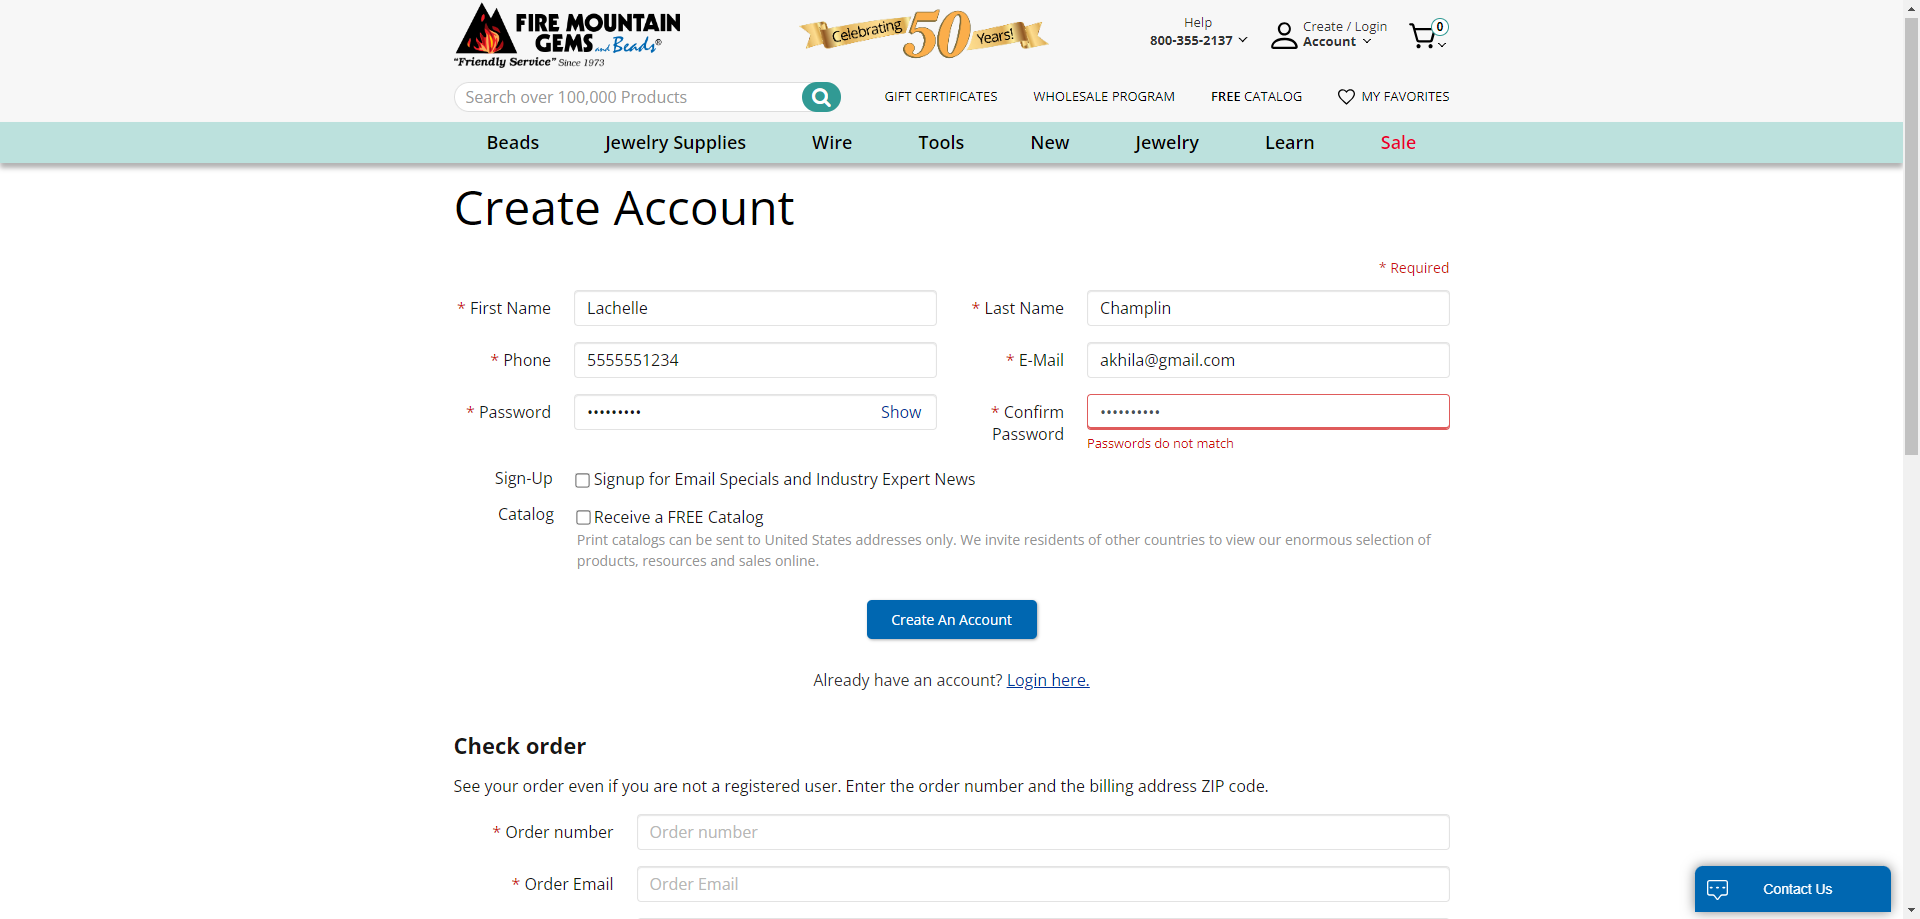 FIRE MOUNTAIN
GEMS and Beads®
"Friendly Service" Since 1973
Celebrating 50 Years!
Help
800-355-2137
Create / Login
Account
0
Search over 100,000 Products
GIFT CERTIFICATES
WHOLESALE PROGRAM
FREE CATALOG
MY FAVORITES
Beads
Jewelry Supplies
Wire
Tools
New
Jewelry
Learn
Sale
Create Account
* Required
* First Name
Lachelle
* Last Name
Champlin
* Phone
5555551234
* E-Mail
akhila@gmail.com
* Password
•••••••••
Show
* Confirm
Password
••••••••••
Passwords do not match
Sign-Up
Signup for Email Specials and Industry Expert News
Catalog
Receive a FREE Catalog
Print catalogs can be sent to United States addresses only. We invite residents of other countries to view our enormous selection of
products, resources and sales online.
Create An Account
Already have an account? Login here.
Check order
See your order even if you are not a registered user. Enter the order number and the billing address ZIP code.
* Order number
Order number
* Order Email
Order Email
Contact Us